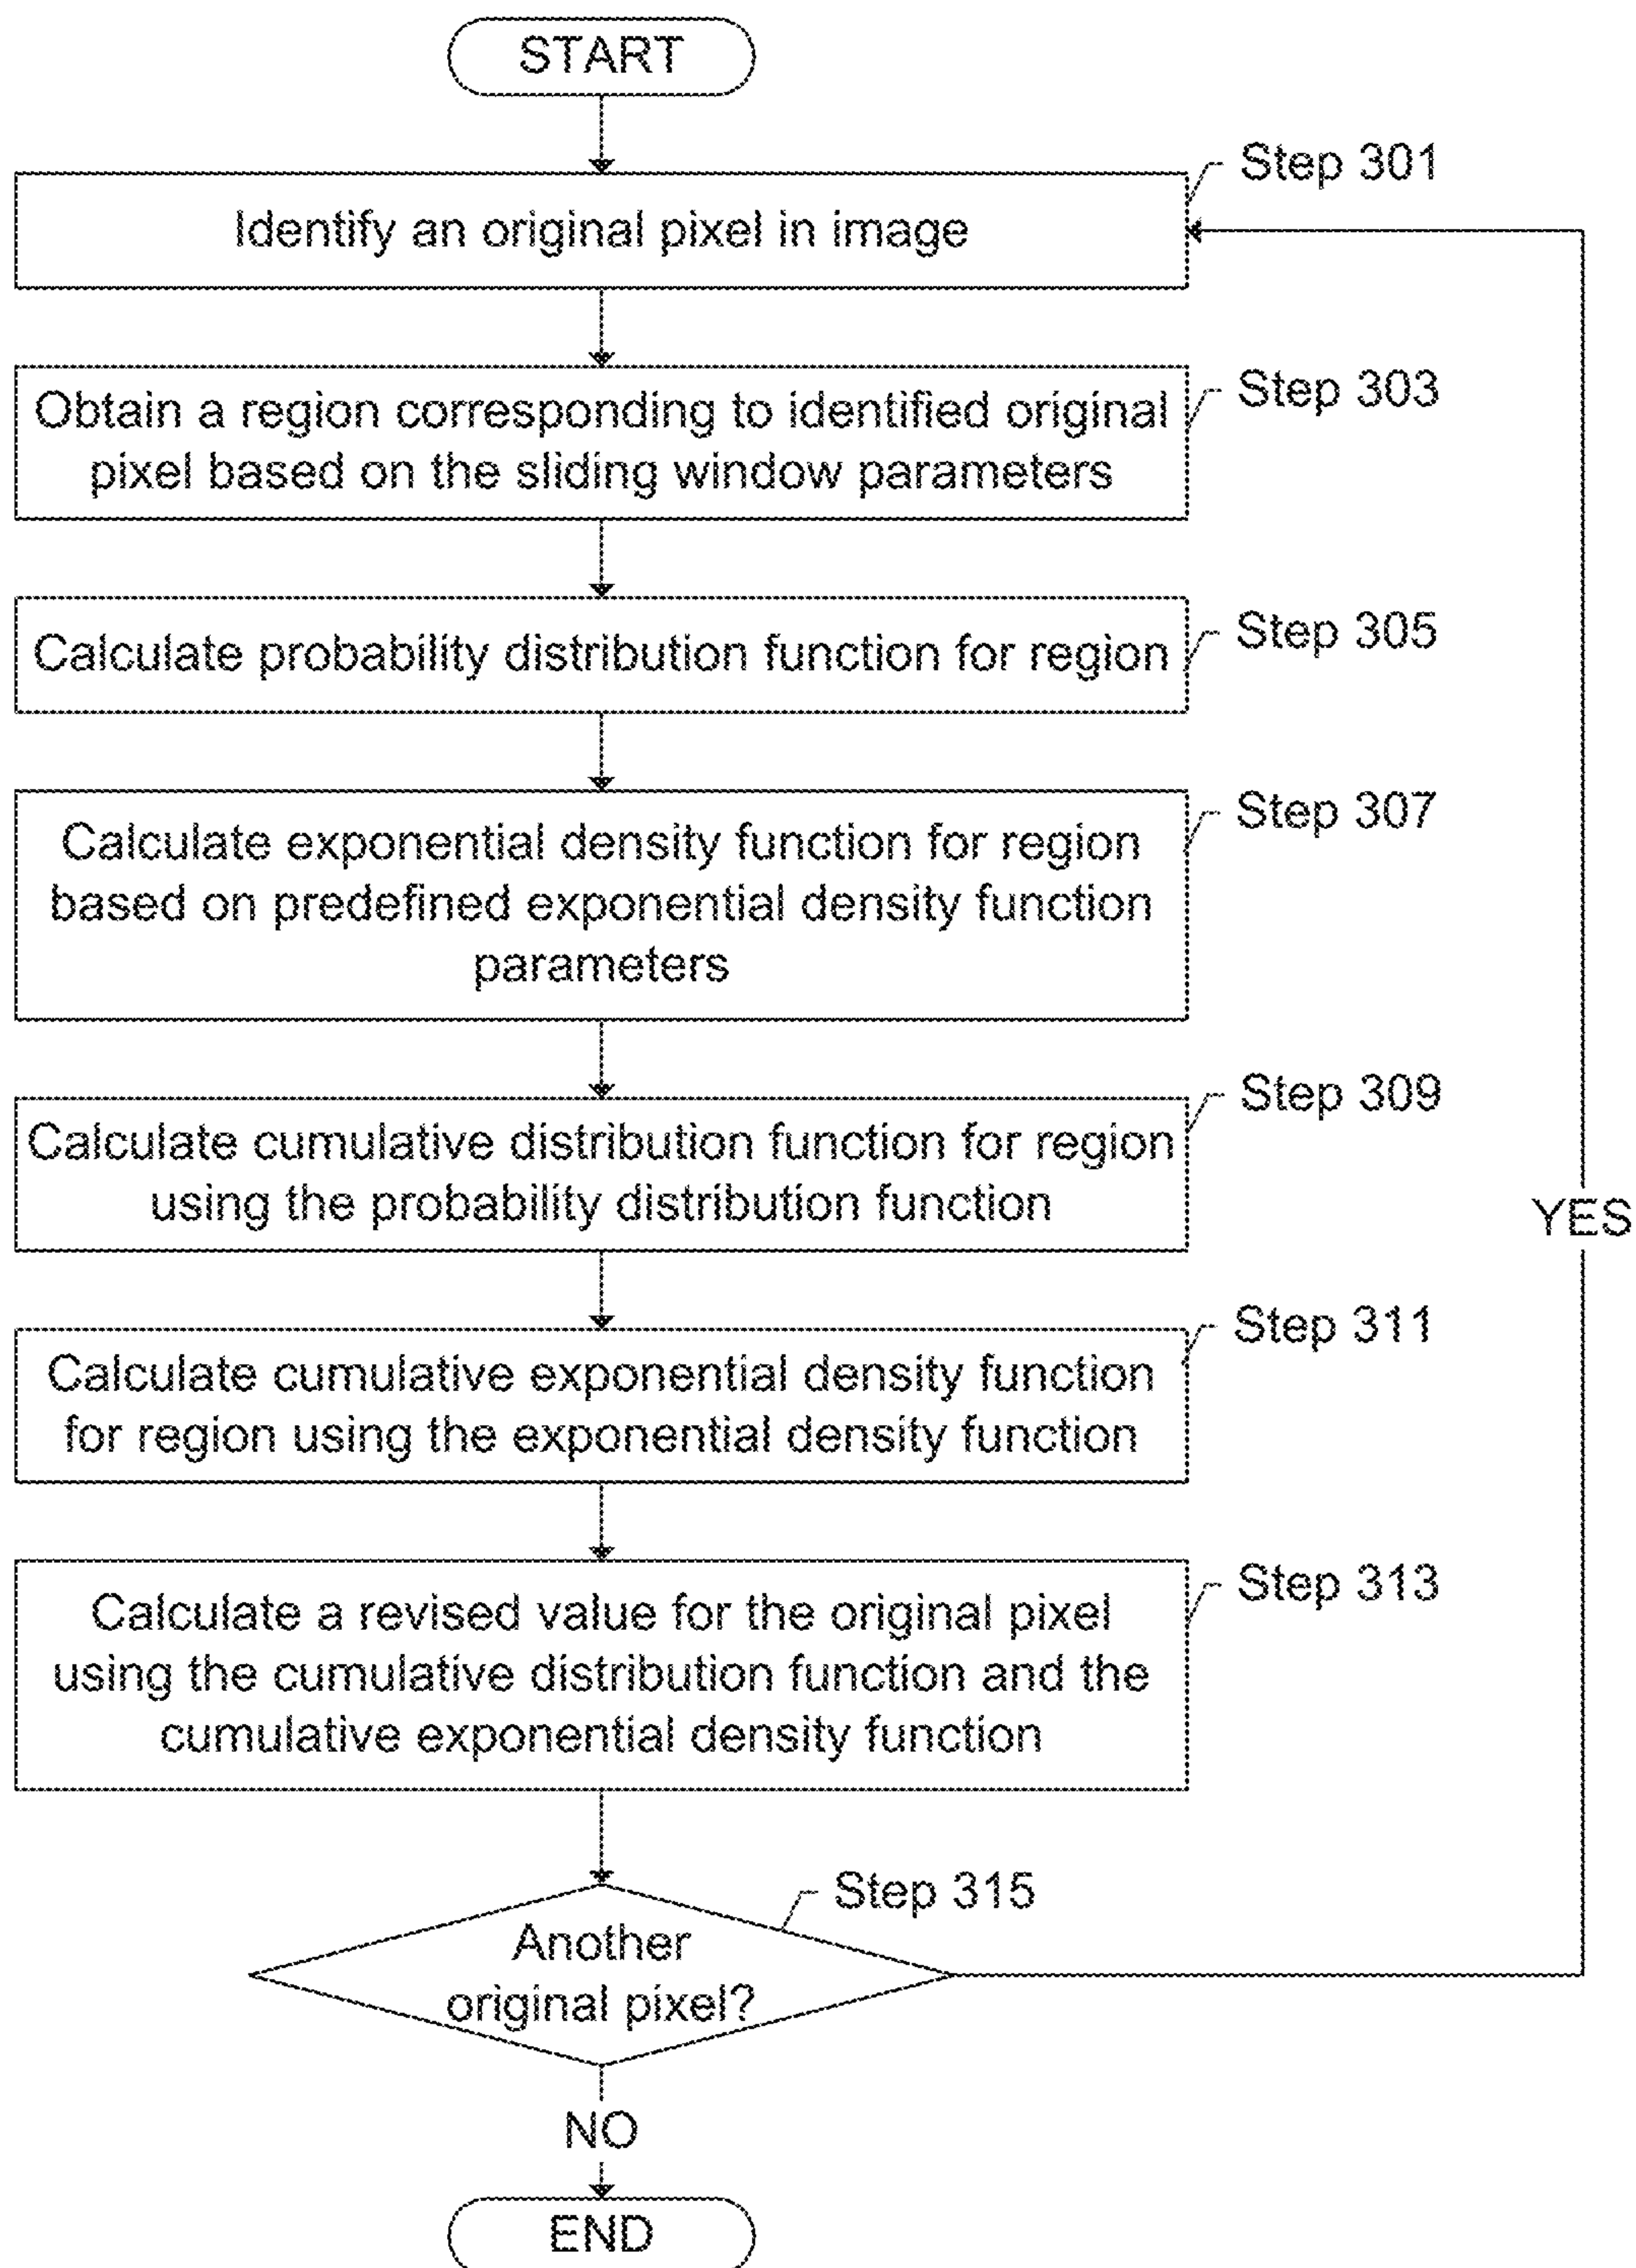 START
Step 301
Identify an original pixel in image
Step 303
Obtain a region corresponding to identified original
pixel based on the sliding window parameters
Step 305
Calculate probability distribution function for region
Step 307
Calculate exponential density function for region
based on predefined exponential density function
parameters
Step 309
Calculate cumulative distribution function for region
using the probability distribution function
YES
Step 311
Calculate cumulative exponential density function
for region using the exponential density function
Step 313
Calculate a revised value for the original pixel
using the cumulative distribution function and the
cumulative exponential density function
Step 315
Another
original pixel?
NO
END